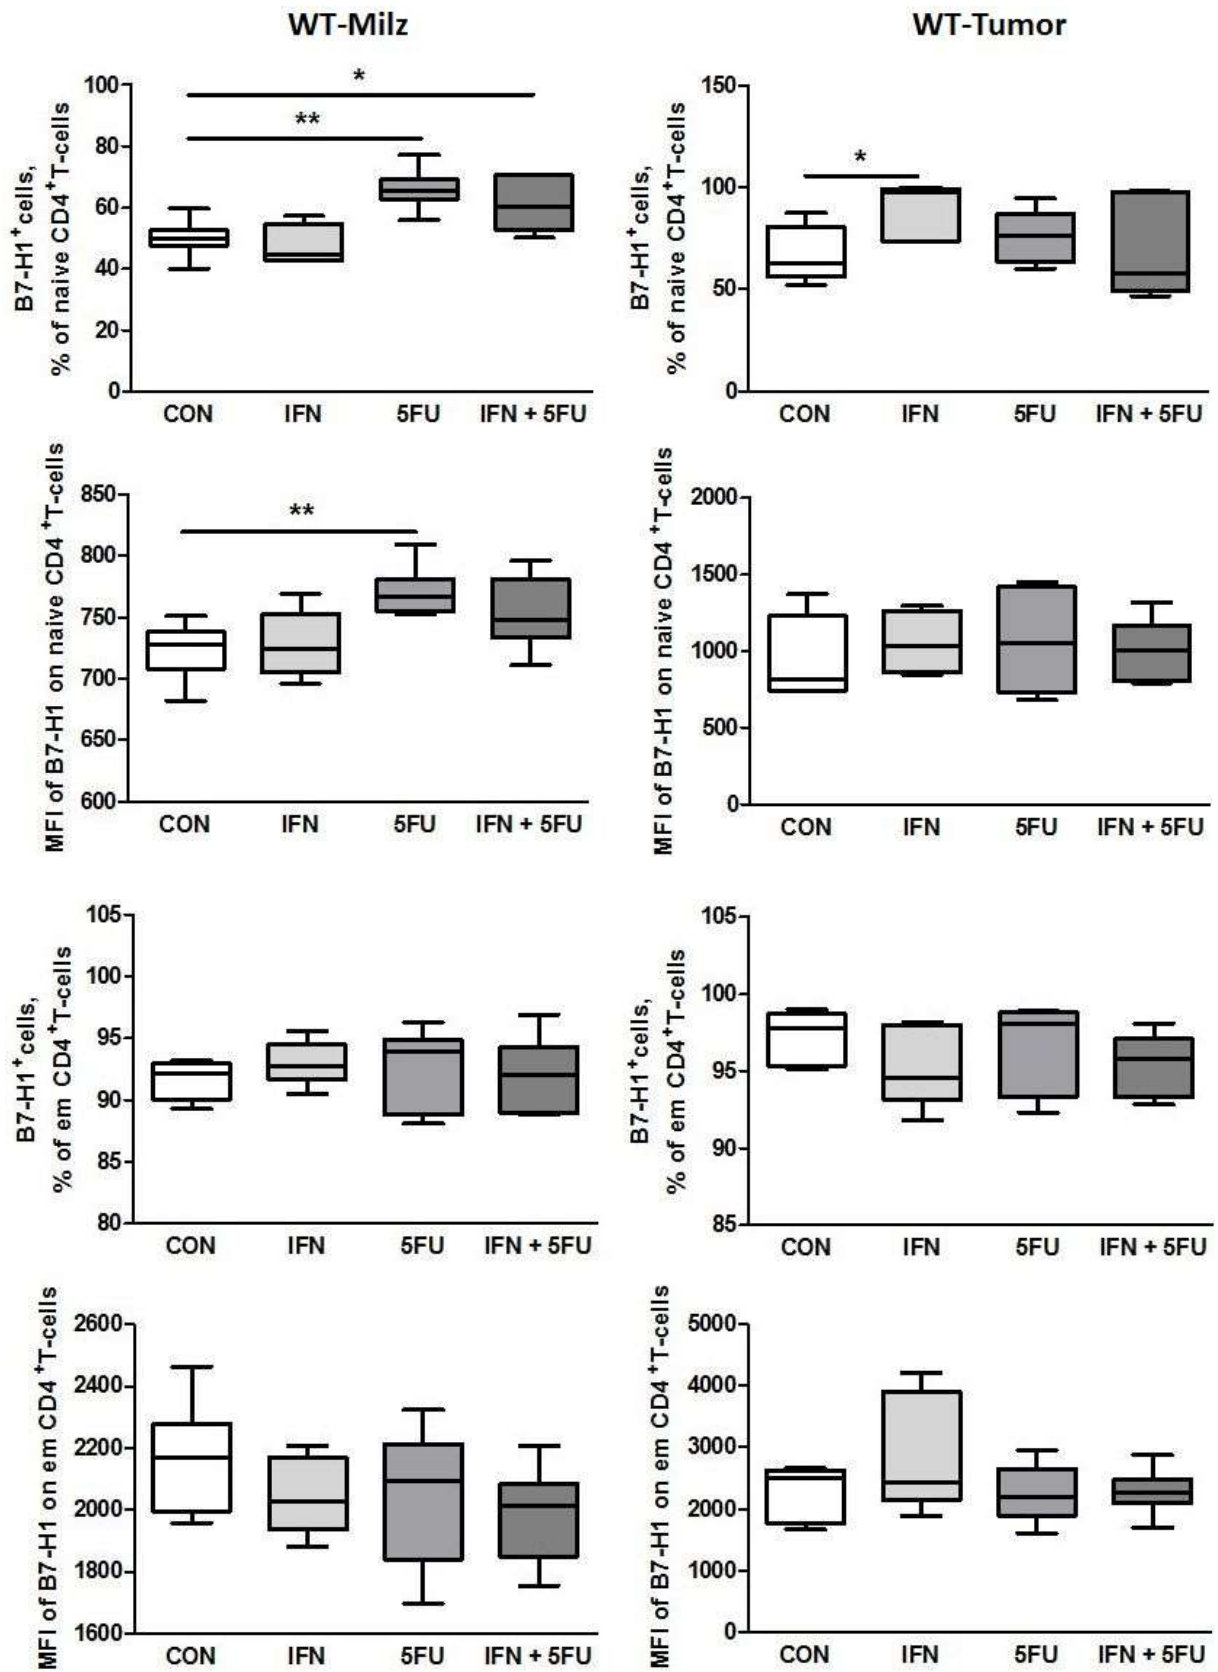 WT-Milz
WT-Tumor
B7-H1⁺cells,
% of naive CD4⁺T-cells
100
80
60
40
20
0
*
**
CON IFN 5FU IFN + 5FU
B7-H1⁺cells,
% of naive CD4⁺T-cells
150
100
50
0
*
CON IFN 5FU IFN + 5FU
MFI of B7-H1 on naive CD4 ⁺T-cells
850
800
750
700
650
600
**
CON IFN 5FU IFN + 5FU
MFI of B7-H1 on naive CD4 ⁺T-cells
2000
1500
1000
500
0
CON IFN 5FU IFN + 5FU
B7-H1⁺cells,
% of em CD4⁺T-cells
105
100
95
90
85
80
CON IFN 5FU IFN + 5FU
B7-H1⁺cells,
% of em CD4⁺T-cells
105
100
95
90
85
CON IFN 5FU IFN + 5FU
MFI of B7-H1 on em CD4 ⁺T-cells
2600
2400
2200
2000
1800
1600
CON IFN 5FU IFN + 5FU
MFI of B7-H1 on em CD4 ⁺T-cells
5000
4000
3000
2000
1000
0
CON IFN 5FU IFN + 5FU